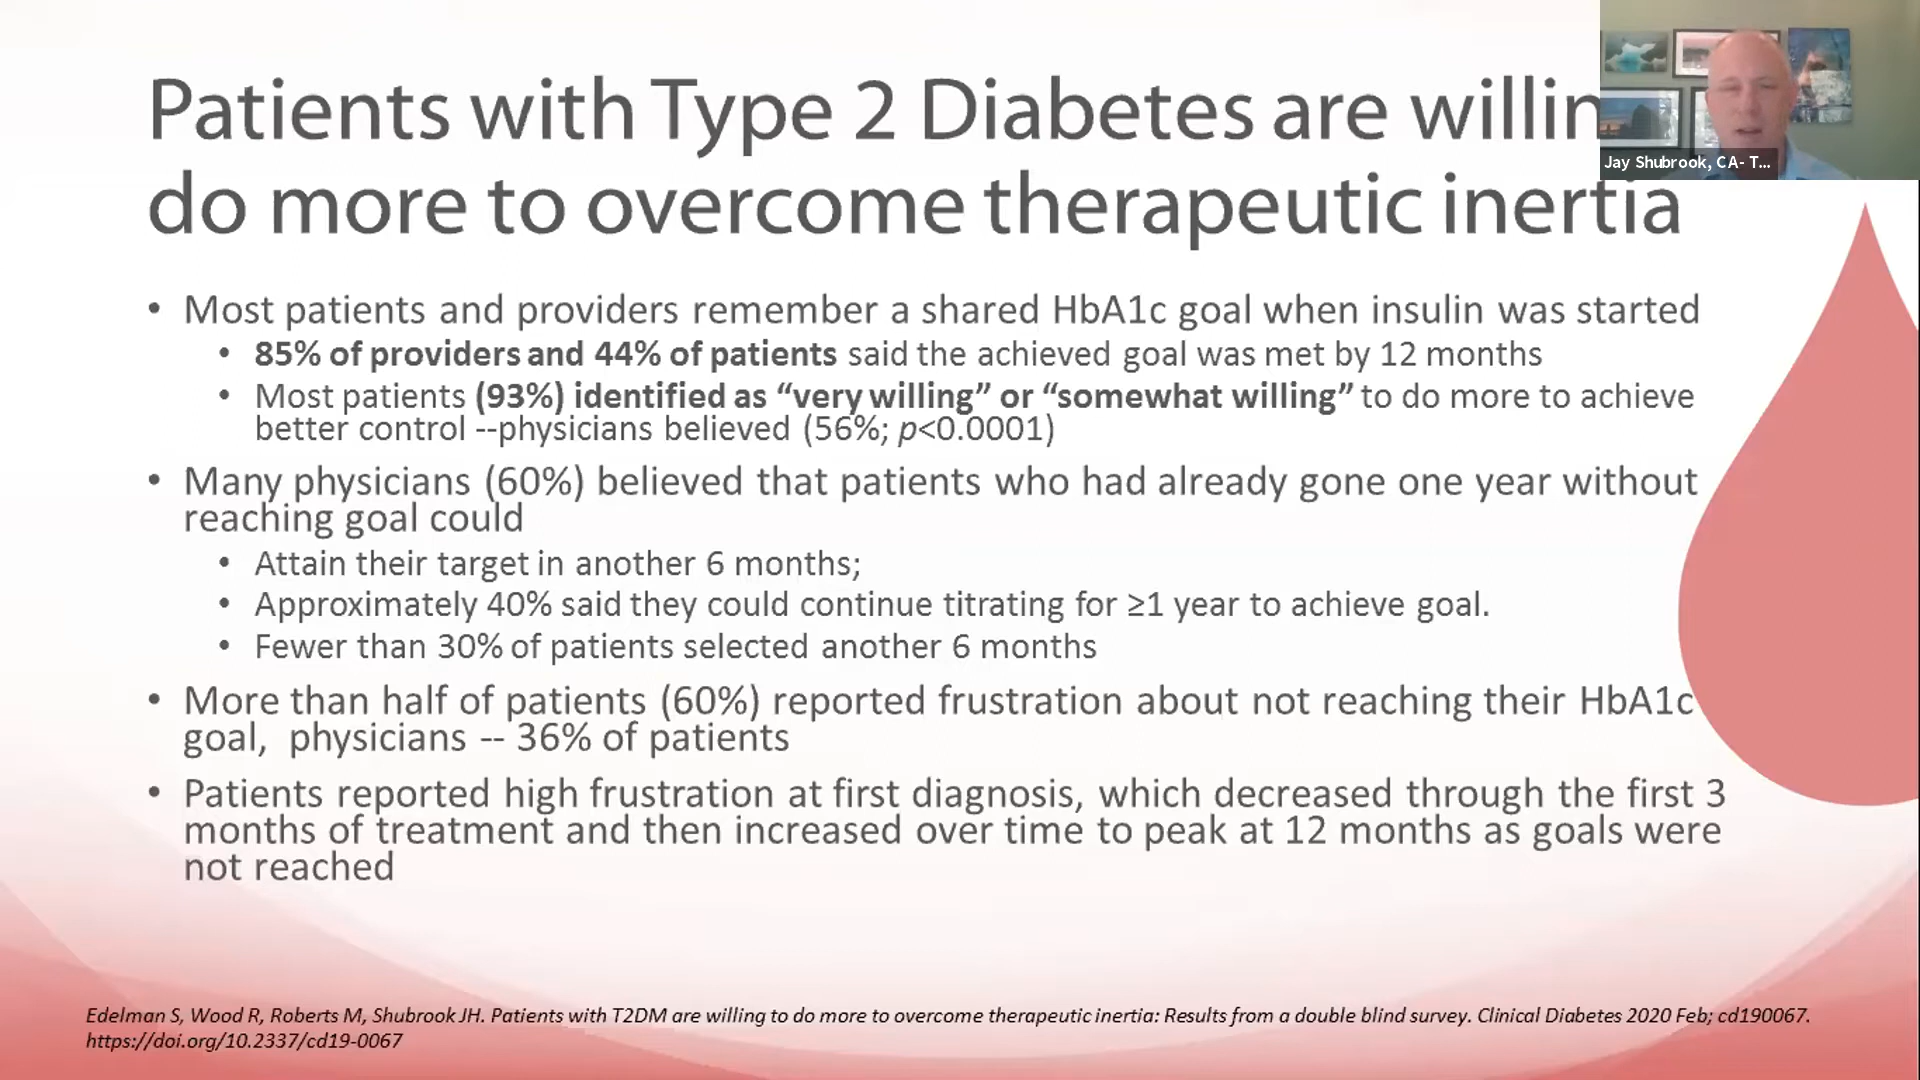 Patients with Type 2 Diabetes are willin
do more to overcome therapeutic inertia
Jay Shubrook, CA- T...
• Most patients and providers remember a shared HbA1c goal when insulin was started
• 85% of providers and 44% of patients said the achieved goal was met by 12 months
• Most patients (93%) identified as “very willing” or “somewhat willing” to do more to achieve
better control --physicians believed (56%; p<0.0001)
• Many physicians (60%) believed that patients who had already gone one year without
reaching goal could
• Attain their target in another 6 months;
• Approximately 40% said they could continue titrating for ≥1 year to achieve goal.
• Fewer than 30% of patients selected another 6 months
• More than half of patients (60%) reported frustration about not reaching their HbA1c
goal, physicians -- 36% of patients
• Patients reported high frustration at first diagnosis, which decreased through the first 3
months of treatment and then increased over time to peak at 12 months as goals were
not reached
Edelman S, Wood R, Roberts M, Shubrook JH. Patients with T2DM are willing to do more to overcome therapeutic inertia: Results from a double blind survey. Clinical Diabetes 2020 Feb; cd190067.
https://doi.org/10.2337/cd19-0067